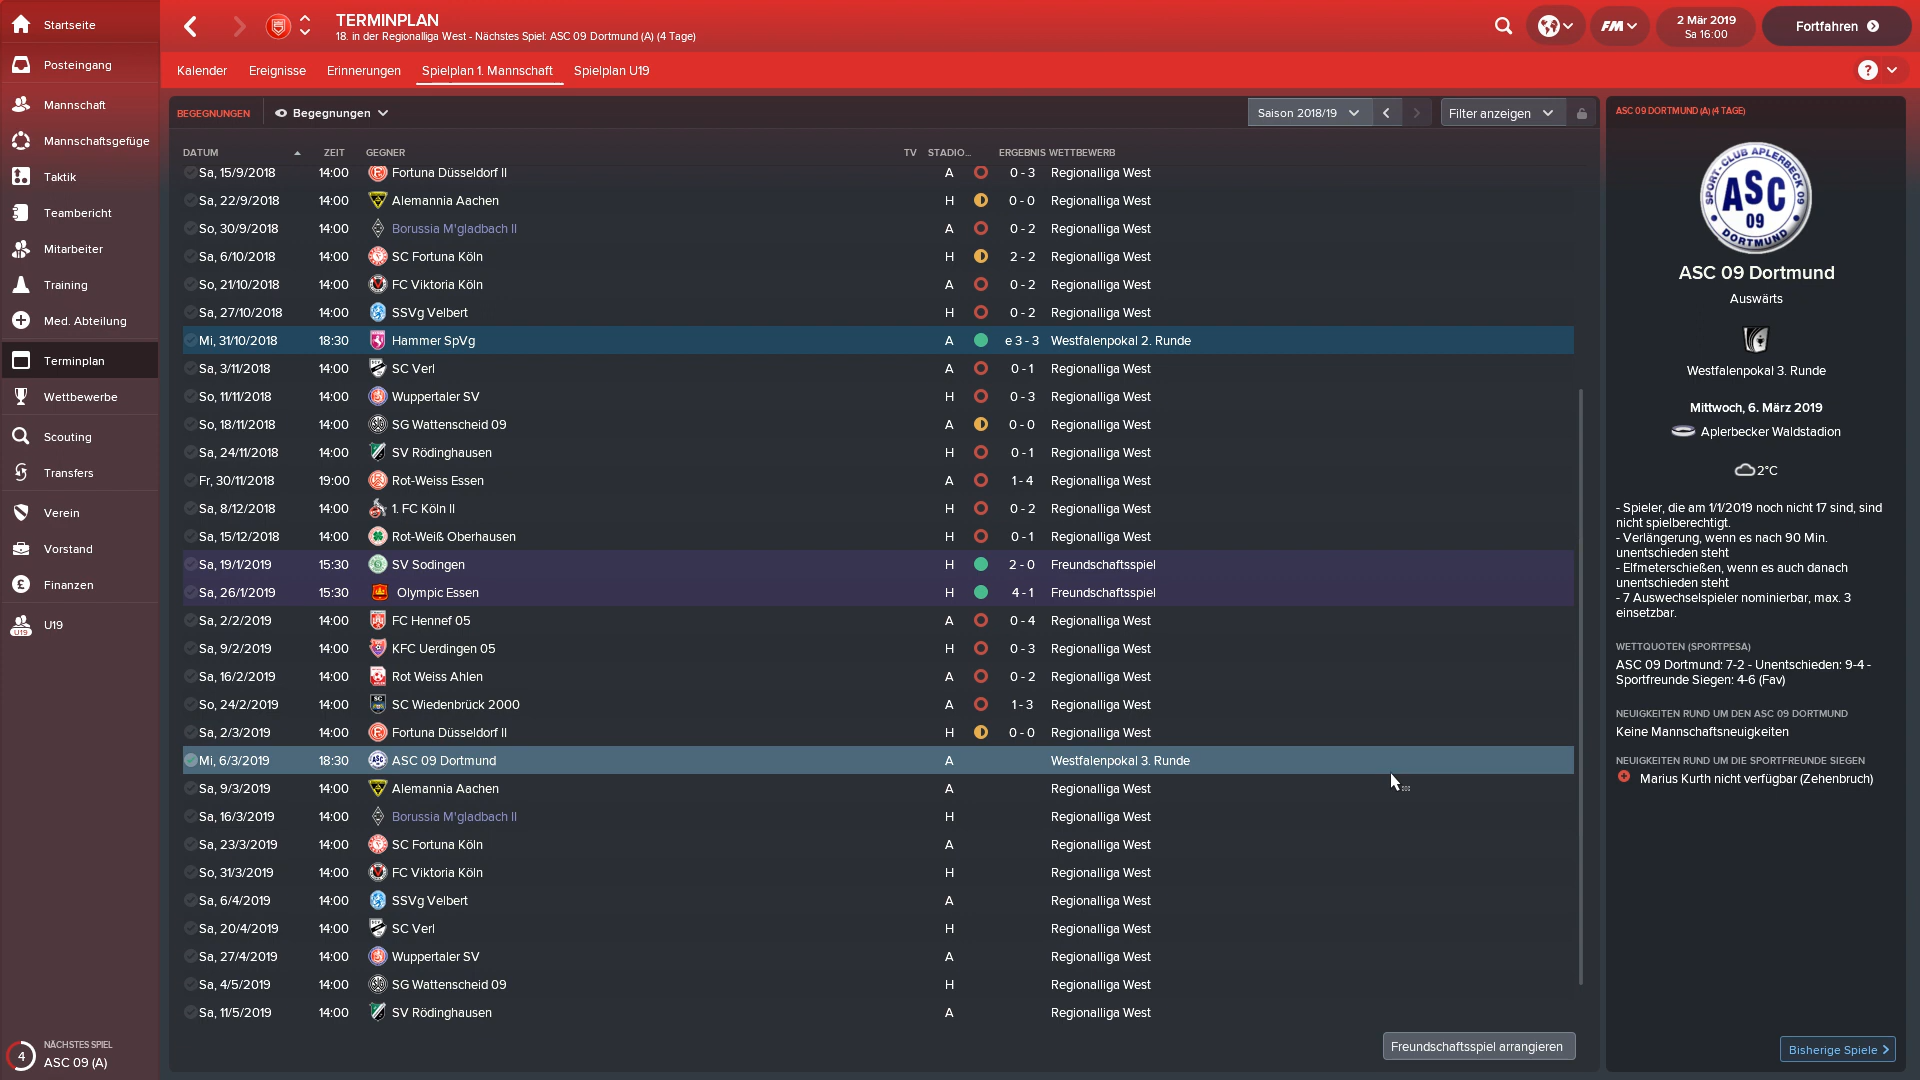 Startseite
Posteingang
Mannschaft
Mannschaftsgefüge
Taktik
Teambericht
Mitarbeiter
Training
Med. Abteilung
Terminplan
Wettbewerbe
Scouting
Transfers
Verein
Vorstand
Finanzen
U19
U19
4
NÄCHSTES SPIEL
ASC 09 (A)
TERMINPLAN
18. in der Regionalliga West - Nächstes Spiel: ASC 09 Dortmund (A) (4 Tage)
FM
2 Mär 2019
Sa 16:00
Fortfahren
Kalender Ereignisse Erinnerungen Spielplan 1. Mannschaft Spielplan U19
?
BEGEGNUNGEN Begegnungen Saison 2018/19 Filter anzeigen
DATUM ZEIT GEGNER TV STADIO... ERGEBNIS WETTBEWERB
Sa, 15/9/2018 14:00 Fortuna Düsseldorf II A 0 - 3 Regionalliga West
Sa, 22/9/2018 14:00 Alemannia Aachen H 0 - 0 Regionalliga West
So, 30/9/2018 14:00 Borussia M'gladbach II A 0 - 2 Regionalliga West
Sa, 6/10/2018 14:00 SC Fortuna Köln H 2 - 2 Regionalliga West
So, 21/10/2018 14:00 FC Viktoria Köln A 0 - 2 Regionalliga West
Sa, 27/10/2018 14:00 SSVg Velbert H 0 - 2 Regionalliga West
Mi, 31/10/2018 18:30 Hammer SpVg A e 3 - 3 Westfalenpokal 2. Runde
Sa, 3/11/2018 14:00 SC Verl A 0 - 1 Regionalliga West
So, 11/11/2018 14:00 Wuppertaler SV H 0 - 3 Regionalliga West
So, 18/11/2018 14:00 SG Wattenscheid 09 A 0 - 0 Regionalliga West
Sa, 24/11/2018 14:00 SV Rödinghausen H 0 - 1 Regionalliga West
Fr, 30/11/2018 19:00 Rot-Weiss Essen A 1 - 4 Regionalliga West
Sa, 8/12/2018 14:00 1. FC Köln II H 0 - 2 Regionalliga West
Sa, 15/12/2018 14:00 Rot-Weiß Oberhausen H 0 - 1 Regionalliga West
Sa, 19/1/2019 15:30 SV Sodingen H 2 - 0 Freundschaftsspiel
Sa, 26/1/2019 15:30 Olympic Essen H 4 - 1 Freundschaftsspiel
Sa, 2/2/2019 14:00 FC Hennef 05 A 0 - 4 Regionalliga West
Sa, 9/2/2019 14:00 KFC Uerdingen 05 H 0 - 3 Regionalliga West
Sa, 16/2/2019 14:00 Rot Weiss Ahlen A 0 - 2 Regionalliga West
So, 24/2/2019 14:00 SC Wiedenbrück 2000 A 1 - 3 Regionalliga West
Sa, 2/3/2019 14:00 Fortuna Düsseldorf II H 0 - 0 Regionalliga West
Mi, 6/3/2019 18:30 ASC 09 Dortmund A Westfalenpokal 3. Runde
Sa, 9/3/2019 14:00 Alemannia Aachen A Regionalliga West
Sa, 16/3/2019 14:00 Borussia M'gladbach II H Regionalliga West
Sa, 23/3/2019 14:00 SC Fortuna Köln A Regionalliga West
So, 31/3/2019 14:00 FC Viktoria Köln H Regionalliga West
Sa, 6/4/2019 14:00 SSVg Velbert A Regionalliga West
Sa, 20/4/2019 14:00 SC Verl H Regionalliga West
Sa, 27/4/2019 14:00 Wuppertaler SV A Regionalliga West
Sa, 4/5/2019 14:00 SG Wattenscheid 09 H Regionalliga West
Sa, 11/5/2019 14:00 SV Rödinghausen A Regionalliga West
Freundschaftsspiel arrangieren
ASC 09 DORTMUND (A) (4 TAGE)
SPORT-CLUB APLERBECK 09
ASC
09
DORTMUND
ASC 09 Dortmund
Auswärts
Westfalenpokal 3. Runde
Mittwoch, 6. März 2019
Aplerbecker Waldstadion
2°C
- Spieler, die am 1/1/2019 noch nicht 17 sind, sind
nicht spielberechtigt.
- Verlängerung, wenn es nach 90 Min.
unentschieden steht
- Elfmeterschießen, wenn es auch danach
unentschieden steht
- 7 Auswechselspieler nominierbar, max. 3
einsetzbar.
WETTQUOTEN (SPORTPESA)
ASC 09 Dortmund: 7-2 - Unentschieden: 9-4 -
Sportfreunde Siegen: 4-6 (Fav)
NEUIGKEITEN RUND UM DEN ASC 09 DORTMUND
Keine Mannschaftsneuigkeiten
NEUIGKEITEN RUND UM DIE SPORTFREUNDE SIEGEN
Marius Kurth nicht verfügbar (Zehenbruch)
Bisherige Spiele